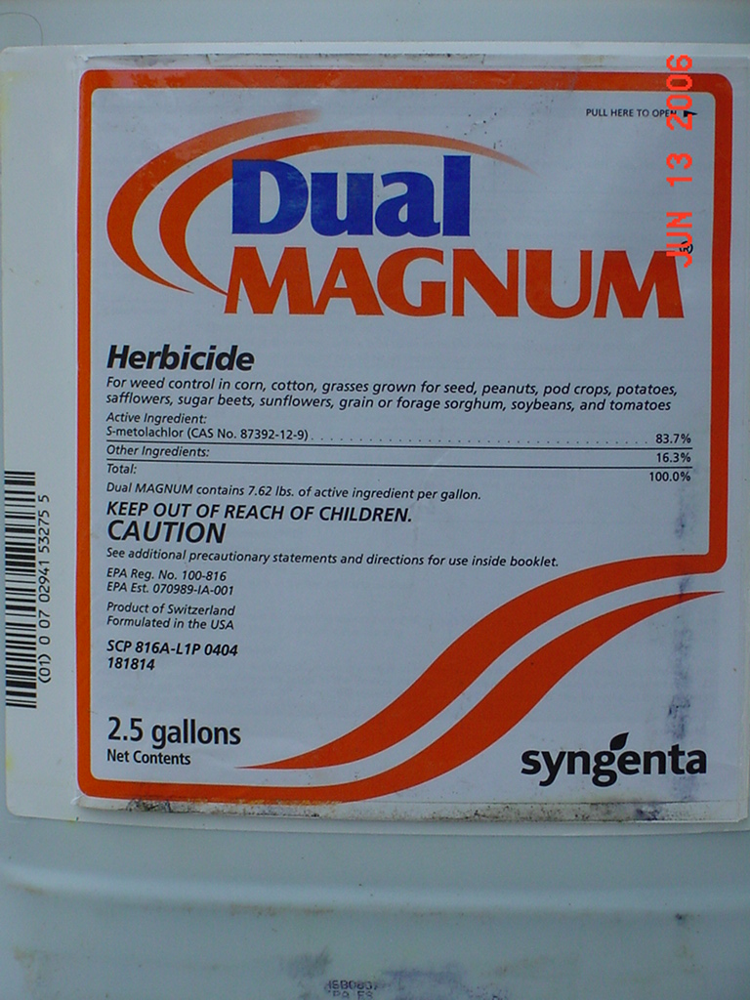 PULL HERE TO OPEN
JUN 13 2006
Dual
MAGNUM®
Herbicide
For weed control in corn, cotton, grasses grown for seed, peanuts, pod crops, potatoes,
safflowers, sugar beets, sunflowers, grain or forage sorghum, soybeans, and tomatoes
Active Ingredient:
S-metolachlor (CAS No. 87392-12-9) . . . . . . . . . . . . . . . . . . . . . . . . . . . . . . . . . . . . . . . . 83.7%
Other Ingredients: 16.3%
Total: 100.0%
Dual MAGNUM contains 7.62 lbs. of active ingredient per gallon.
KEEP OUT OF REACH OF CHILDREN.
CAUTION
See additional precautionary statements and directions for use inside booklet.
EPA Reg. No. 100-816
EPA Est. 070989-IA-001
Product of Switzerland
Formulated in the USA
SCP 816A-L1P 0404
181814
2.5 gallons
Net Contents
syngenta
(01) 0 07 02941 53275 5